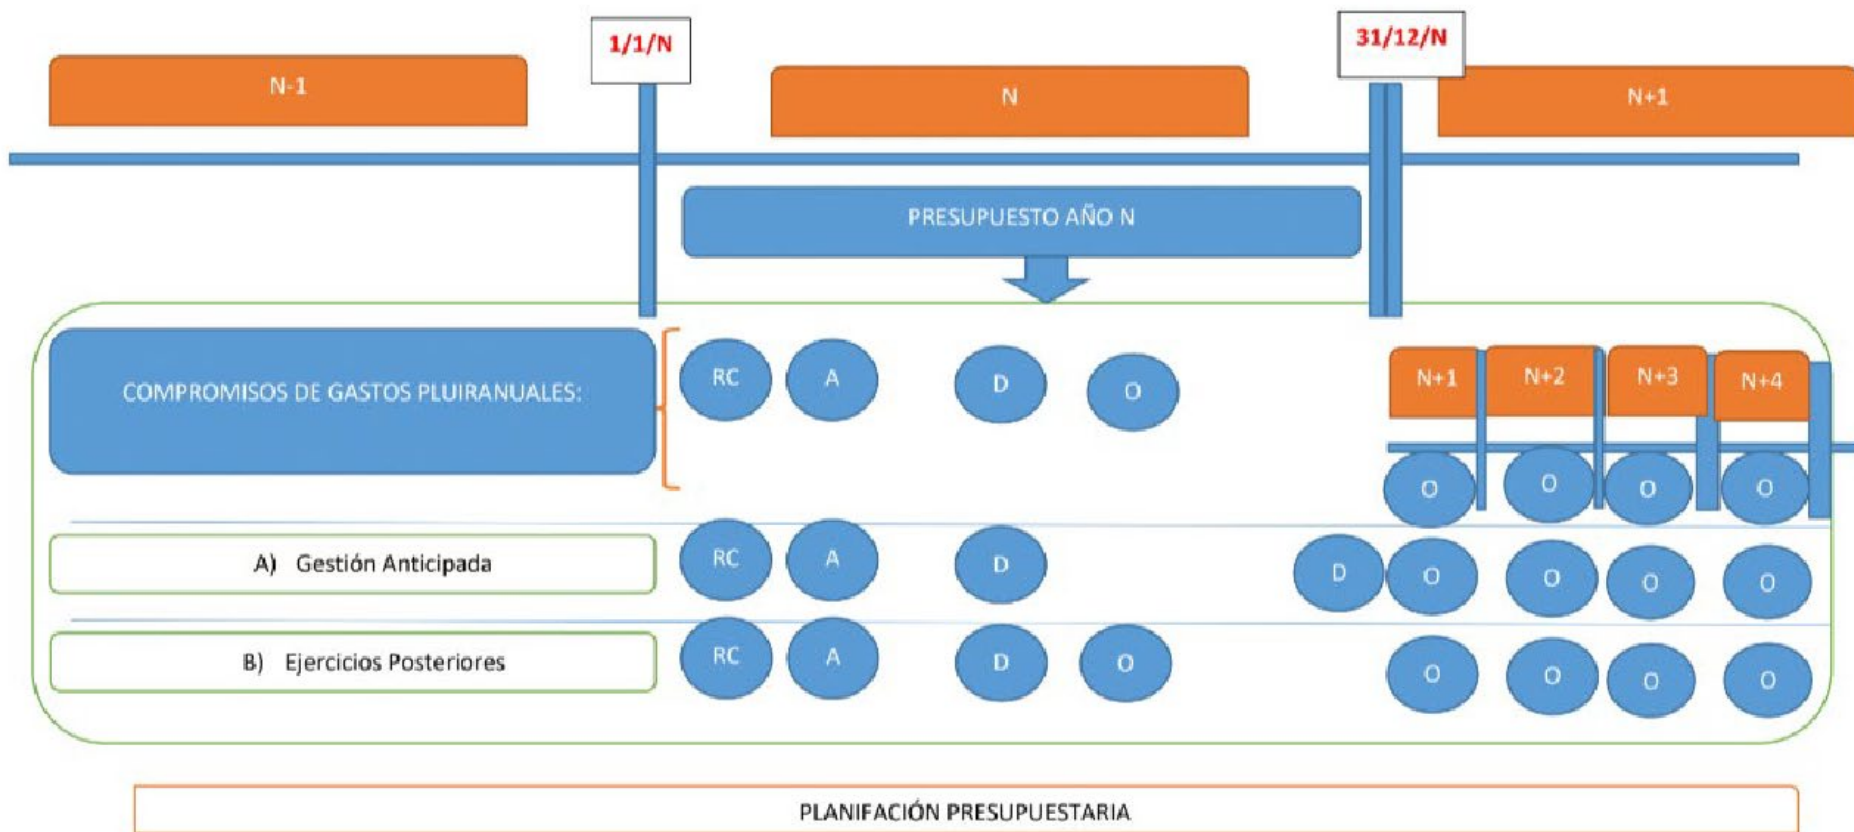 1/1/N
31/12/N
N-1
N
N+1
PRESUPUESTO AÑO N
COMPROMISOS DE GASTOS PLUIRANUALES:
RC A D O
N+1 N+2 N+3 N+4
O O O O
A) Gestión Anticipada
RC A D D O O O O
B) Ejercicios Posteriores
RC A D O O O O O
PLANIFACIÓN PRESUPUESTARIA